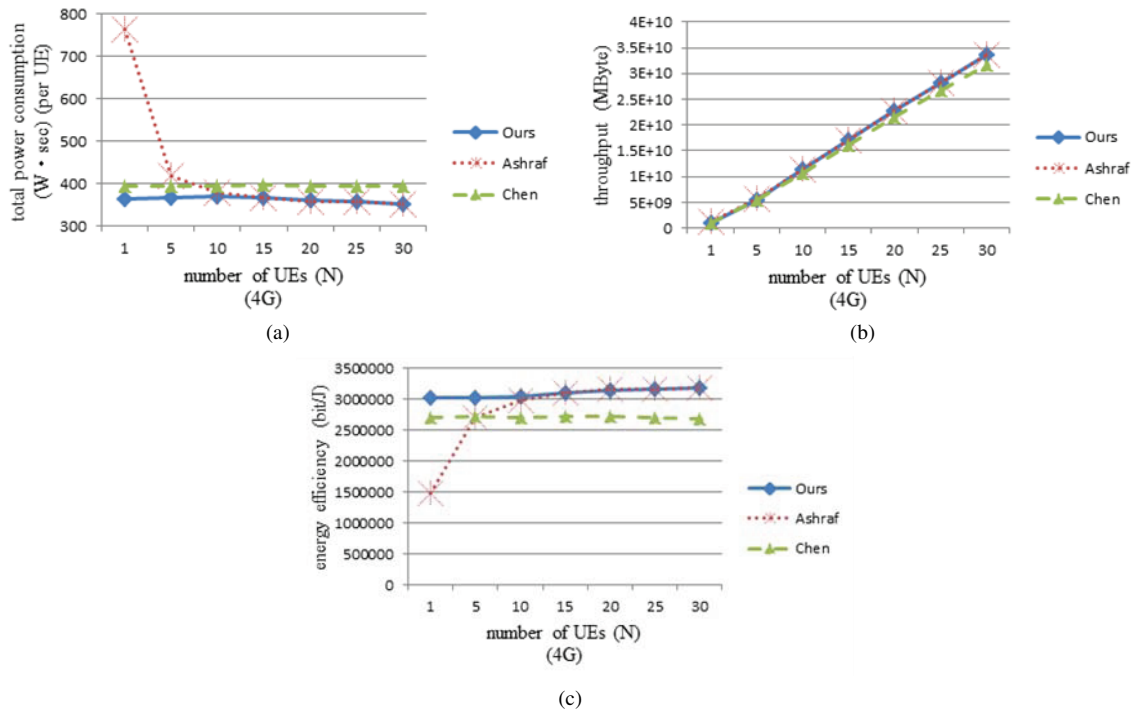 total power consumption
(W・sec) (per UE)
800
700
600
500
400
300
1 5 10 15 20 25 30
number of UEs (N)
(4G)
Ours
Ashraf
Chen
(a)
throughput (MByte)
4E+10
3.5E+10
3E+10
2.5E+10
2E+10
1.5E+10
1E+10
5E+09
0
1 5 10 15 20 25 30
number of UEs (N)
(4G)
Ours
Ashraf
Chen
(b)
energy efficiency (bit/J)
3500000
3000000
2500000
2000000
1500000
1000000
500000
0
1 5 10 15 20 25 30
number of UEs (N)
(4G)
Ours
Ashraf
Chen
(c)